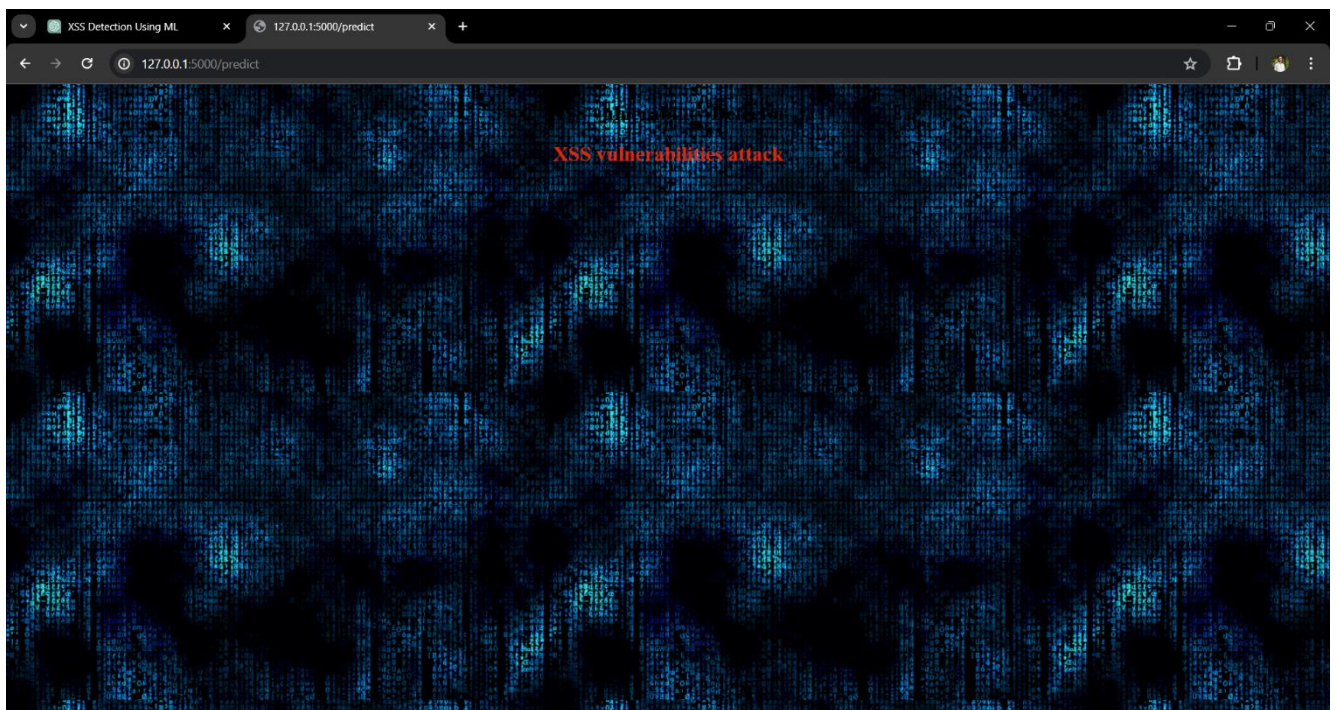 XSS Detection Using ML
127.0.0.1:5000/predict
127.0.0.1:5000/predict
XSS vulnerabilities attack